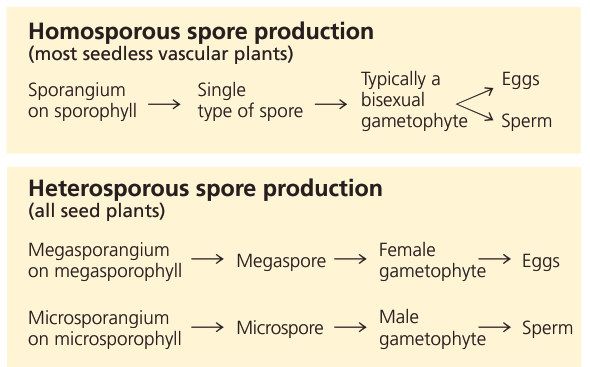 Homosporous spore production
(most seedless vascular plants)
Sporangium
on sporophyll
Single
type of spore
Typically a
bisexual
gametophyte
Eggs
Sperm
Heterosporous spore production
(all seed plants)
Megasporangium
on megasporophyll
Megaspore
Female
gametophyte
Eggs
Microsporangium
on microsporophyll
Microspore
Male
gametophyte
Sperm